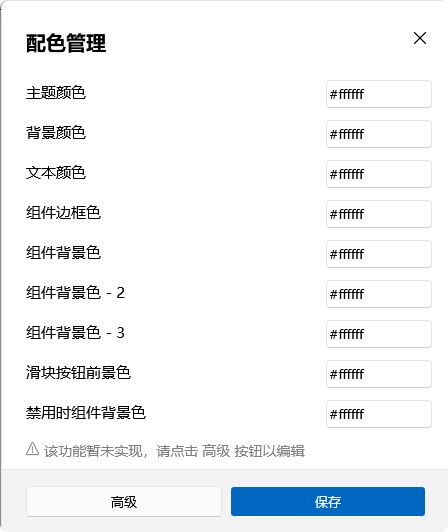 配色管理
主题颜色 #ffffff
背景颜色 #ffffff
文本颜色 #ffffff
组件边框色 #ffffff
组件背景色 #ffffff
组件背景色 - 2 #ffffff
组件背景色 - 3 #ffffff
滑块按钮前景色 #ffffff
禁用时组件背景色 #ffffff
该功能暂未实现，请点击 高级 按钮以编辑
高级 保存